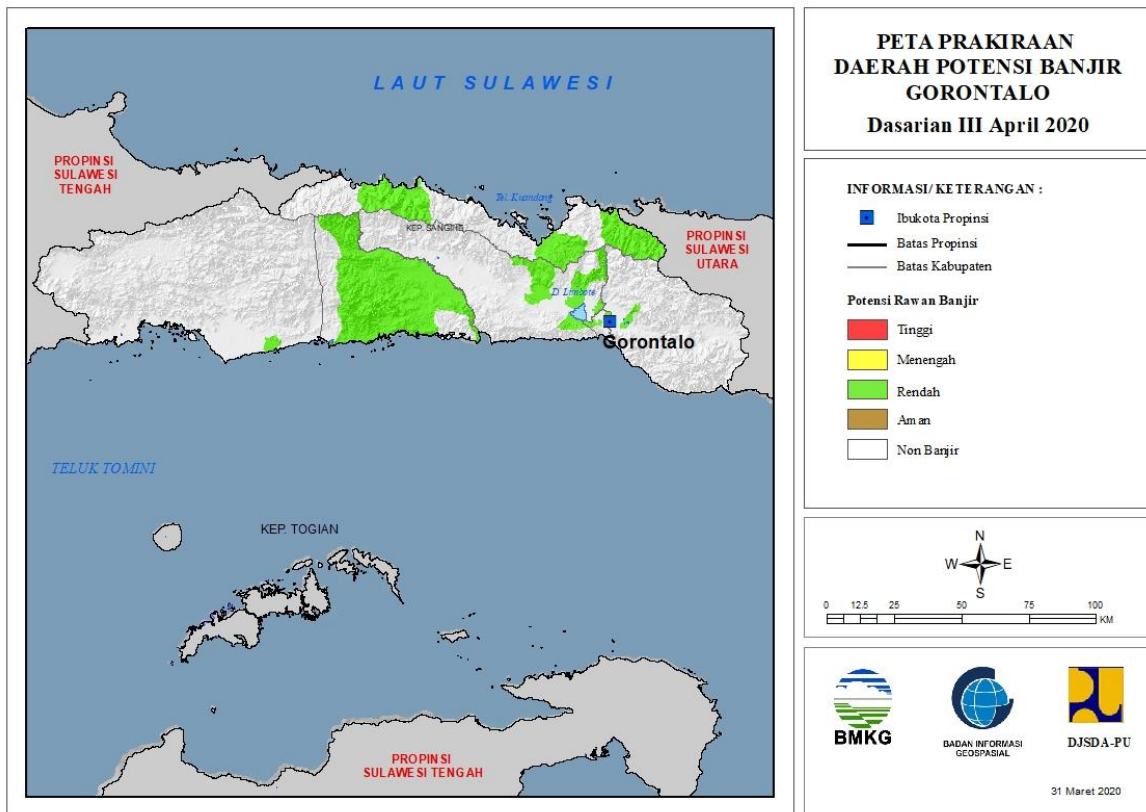 LAUT SULAWESI
PROPINSI
SULAWESI
TENGAH
Tel. Kuandang
KEP. SANGIHE
PROPINSI
SULAWESI
UTARA
D. Limboto
Gorontalo
TELUK TOMINI
KEP. TOGIAN
PROPINSI
SULAWESI TENGAH
PETA PRAKIRAAN
DAERAH POTENSI BANJIR
GORONTALO
Dasarian III April 2020
INFORMASI/ KETERANGAN :
Ibukota Propinsi
Batas Propinsi
Batas Kabupaten
Potensi Rawan Banjir
Tinggi
Menengah
Rendah
Aman
Non Banjir
N
W E
S
0 12.5 25 50 75 100
KM
BMKG
BADAN INFORMASI
GEOSPASIAL
DJSDA-PU
31 Maret 2020